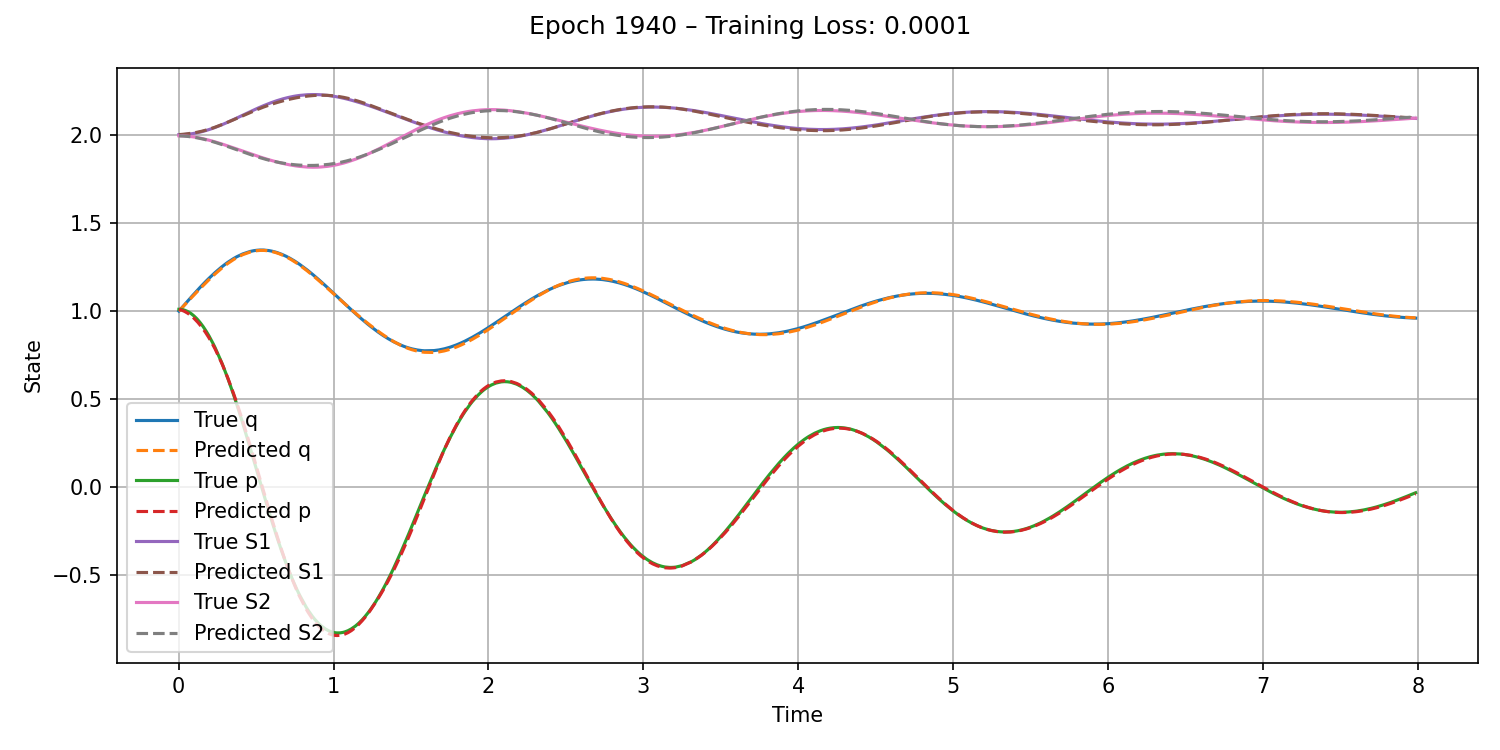 Epoch 1940 – Training Loss: 0.0001
2.0
1.5
1.0
0.5
0.0
−0.5
State
True q
Predicted q
True p
Predicted p
True S1
Predicted S1
True S2
Predicted S2
0 1 2 3 4 5 6 7 8
Time